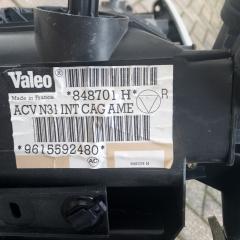 Valeo
Made in France
*848701 H*
R
ACV N31 INT CAG AME
*9615592480*
AC